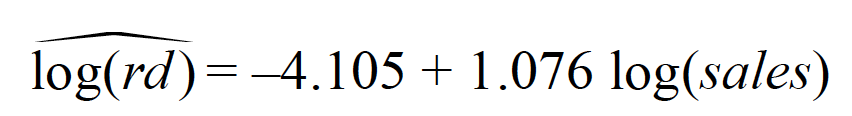 log(rd) = –4.105 + 1.076 log(sales)